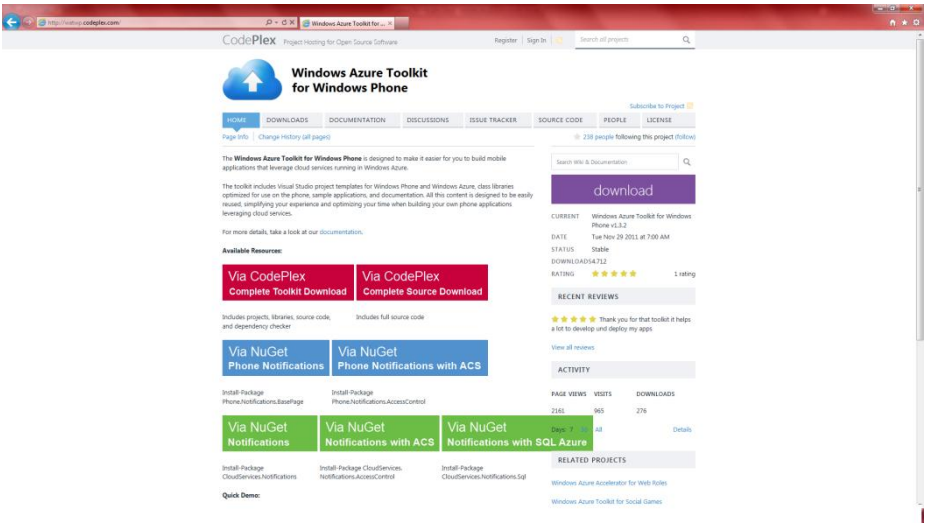 http://watwp.codeplex.com/
Windows Azure Toolkit for ...
CodePlex Project Hosting for Open Source Software
Register Sign In
Search all projects
Windows Azure Toolkit
for Windows Phone
Subscribe to Project
HOME DOWNLOADS DOCUMENTATION DISCUSSIONS ISSUE TRACKER SOURCE CODE PEOPLE LICENSE
Page Info Change History (all pages)
238 people following this project (follow)
The Windows Azure Toolkit for Windows Phone is designed to make it easier for you to build mobile
applications that leverage cloud services running in Windows Azure.
The toolkit includes Visual Studio project templates for Windows Phone and Windows Azure, class libraries
optimized for use on the phone, sample applications, and documentation. All this content is designed to be easily
reused, simplifying your experience and optimizing your time when building your own phone applications
leveraging cloud services.
For more details, take a look at our documentation.
Available Resources:
Via CodePlex
Complete Toolkit Download
Via CodePlex
Complete Source Download
Includes projects, libraries, source code,
and dependency checker
Includes full source code
Via NuGet
Phone Notifications
Via NuGet
Phone Notifications with ACS
Install-Package
Phone.Notifications.BasePage
Install-Package
Phone.Notifications.AccessControl
Via NuGet
Notifications
Via NuGet
Notifications with ACS
Via NuGet
Notifications with SQL Azure
Install-Package
CloudServices.Notifications
Install-Package CloudServices.
Notifications.AccessControl
Install-Package
CloudServices.Notifications.Sql
Quick Demo:
Search Wiki & Documentation
download
CURRENT Windows Azure Toolkit for Windows
Phone v1.3.2
DATE Tue Nov 29 2011 at 7:00 AM
STATUS Stable
DOWNLOADS 4,712
RATING 1 rating
RECENT REVIEWS
Thank you for that toolkit it helps
a lot to develop und deploy my apps
View all reviews
ACTIVITY
PAGE VIEWS VISITS DOWNLOADS
2161 965 276
Days: 7 All Details
RELATED PROJECTS
Windows Azure Accelerator for Web Roles
Windows Azure Toolkit for Social Games